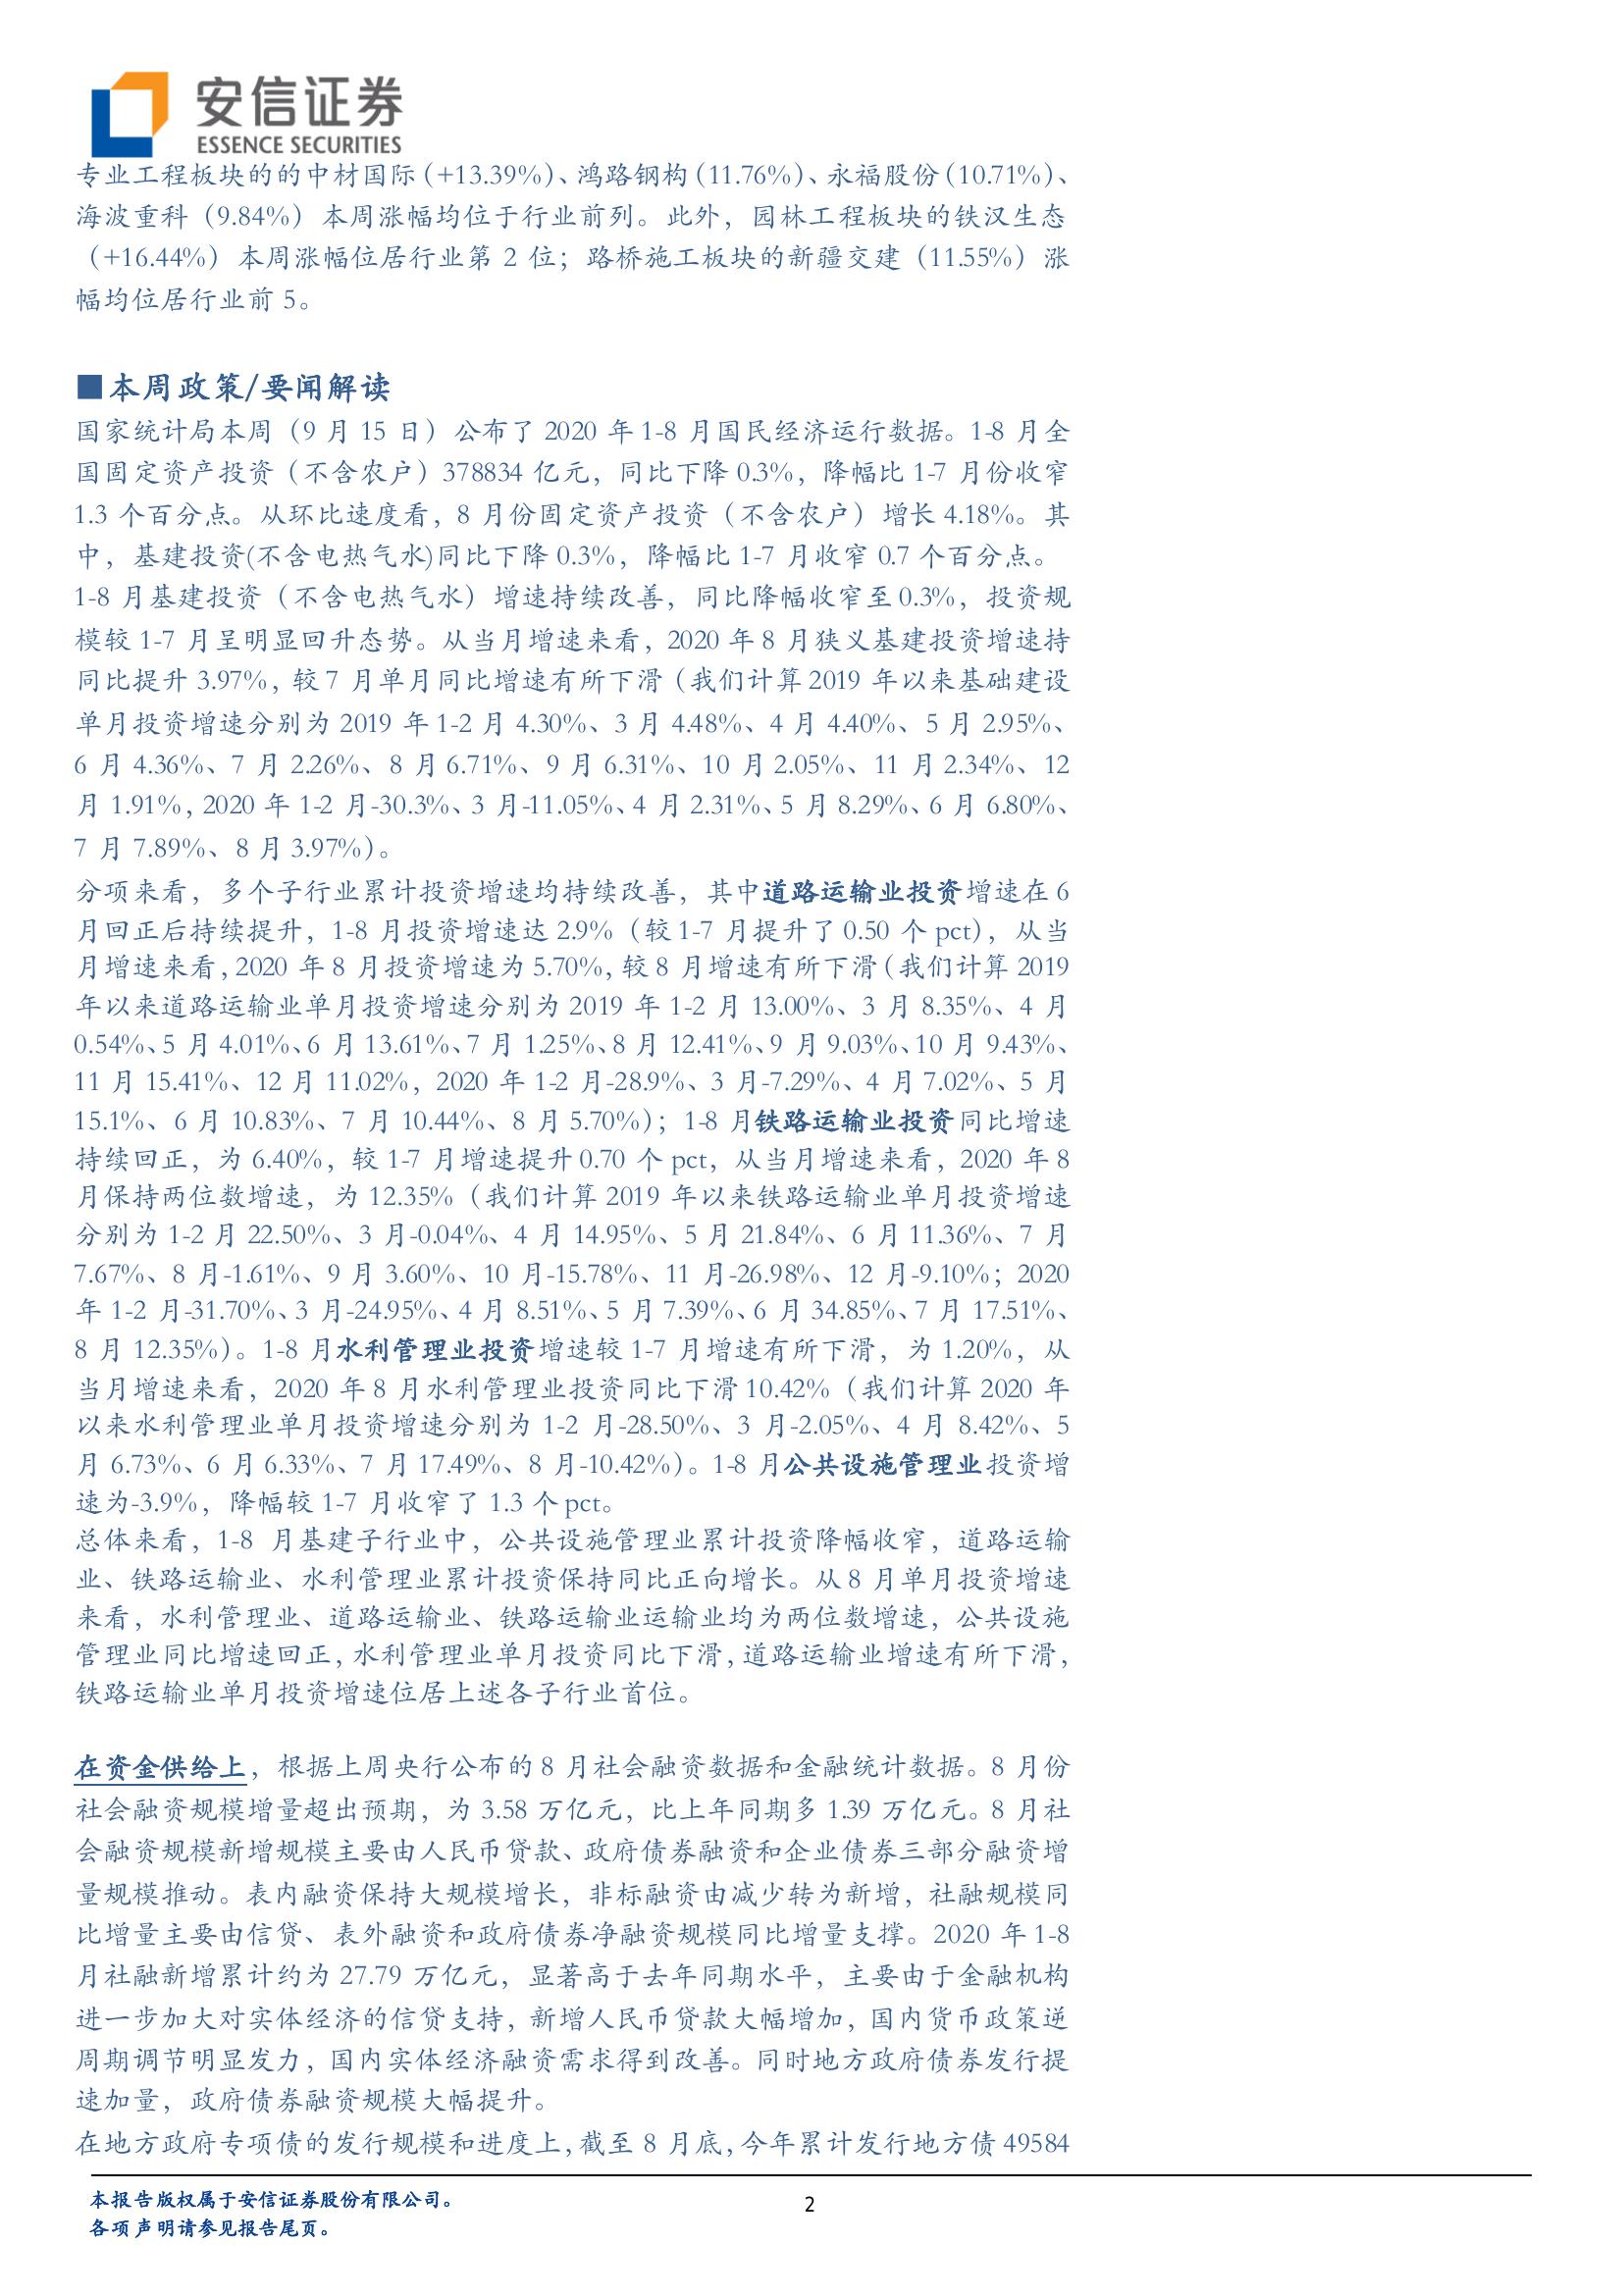 安信证券
ESSENCE SECURITIES
专业工程板块的的中材国际（+13.39%）、鸿路钢构（11.76%）、永福股份（10.71%）、
海波重科（9.84%）本周涨幅均位于行业前列。此外，园林工程板块的铁汉生态
（+16.44%）本周涨幅位居行业第 2 位；路桥施工板块的新疆交建（11.55%）涨
幅均位居行业前 5。
■本周政策/要闻解读
国家统计局本周（9 月 15 日）公布了 2020 年 1-8 月国民经济运行数据。1-8 月全
国固定资产投资（不含农户）378834 亿元，同比下降 0.3%，降幅比 1-7 月份收窄
1.3 个百分点。从环比速度看，8 月份固定资产投资（不含农户）增长 4.18%。其
中，基建投资(不含电热气水)同比下降 0.3%，降幅比 1-7 月收窄 0.7 个百分点。
1-8 月基建投资（不含电热气水）增速持续改善，同比降幅收窄至 0.3%，投资规
模较 1-7 月呈明显回升态势。从当月增速来看，2020 年 8 月狭义基建投资增速持
同比提升 3.97%，较 7 月单月同比增速有所下滑（我们计算 2019 年以来基础建设
单月投资增速分别为 2019 年 1-2 月 4.30%、3 月 4.48%、4 月 4.40%、5 月 2.95%、
6 月 4.36%、7 月 2.26%、8 月 6.71%、9 月 6.31%、10 月 2.05%、11 月 2.34%、12
月 1.91%，2020 年 1-2 月-30.3%、3 月-11.05%、4 月 2.31%、5 月 8.29%、6 月 6.80%、
7 月 7.89%、8 月 3.97%）。
分项来看，多个子行业累计投资增速均持续改善，其中道路运输业投资增速在 6
月回正后持续提升，1-8 月投资增速达 2.9%（较 1-7 月提升了 0.50 个 pct），从当
月增速来看，2020 年 8 月投资增速为 5.70%，较 8 月增速有所下滑（我们计算 2019
年以来道路运输业单月投资增速分别为 2019 年 1-2 月 13.00%、3 月 8.35%、4 月
0.54%、5 月 4.01%、6 月 13.61%、7 月 1.25%、8 月 12.41%、9 月 9.03%、10 月 9.43%、
11 月 15.41%、12 月 11.02%，2020 年 1-2 月-28.9%、3 月-7.29%、4 月 7.02%、5 月
15.1%、6 月 10.83%、7 月 10.44%、8 月 5.70%）；1-8 月铁路运输业投资同比增速
持续回正，为 6.40%，较 1-7 月增速提升 0.70 个 pct，从当月增速来看，2020 年 8
月保持两位数增速，为 12.35%（我们计算 2019 年以来铁路运输业单月投资增速
分别为 1-2 月 22.50%、3 月-0.04%、4 月 14.95%、5 月 21.84%、6 月 11.36%、7 月
7.67%、8 月-1.61%、9 月 3.60%、10 月-15.78%、11 月-26.98%、12 月-9.10%；2020
年 1-2 月-31.70%、3 月-24.95%、4 月 8.51%、5 月 7.39%、6 月 34.85%、7 月 17.51%、
8 月 12.35%）。1-8 月水利管理业投资增速较 1-7 月增速有所下滑，为 1.20%，从
当月增速来看，2020 年 8 月水利管理业投资同比下滑 10.42%（我们计算 2020 年
以来水利管理业单月投资增速分别为 1-2 月-28.50%、3 月-2.05%、4 月 8.42%、5
月 6.73%、6 月 6.33%、7 月 17.49%、8 月-10.42%）。1-8 月公共设施管理业投资增
速为-3.9%，降幅较 1-7 月收窄了 1.3 个 pct。
总体来看，1-8 月基建子行业中，公共设施管理业累计投资降幅收窄，道路运输
业、铁路运输业、水利管理业累计投资保持同比正向增长。从 8 月单月投资增速
来看，水利管理业、道路运输业、铁路运输业运输业均为两位数增速，公共设施
管理业同比增速回正，水利管理业单月投资同比下滑，道路运输业增速有所下滑，
铁路运输业单月投资增速位居上述各子行业首位。
在资金供给上，根据上周央行公布的 8 月社会融资数据和金融统计数据。8 月份
社会融资规模增量超出预期，为 3.58 万亿元，比上年同期多 1.39 万亿元。8 月社
会融资规模新增规模主要由人民币贷款、政府债券融资和企业债券三部分融资增
量规模推动。表内融资保持大规模增长，非标融资由减少转为新增，社融规模同
比增量主要由信贷、表外融资和政府债券净融资规模同比增量支撑。2020 年 1-8
月社融新增累计约为 27.79 万亿元，显著高于去年同期水平，主要由于金融机构
进一步加大对实体经济的信贷支持，新增人民币贷款大幅增加，国内货币政策逆
周期调节明显发力，国内实体经济融资需求得到改善。同时地方政府债券发行提
速加量，政府债券融资规模大幅提升。
在地方政府专项债的发行规模和进度上，截至 8 月底，今年累计发行地方债 49584
本报告版权属于安信证券股份有限公司。
各项声明请参见报告尾页。
2